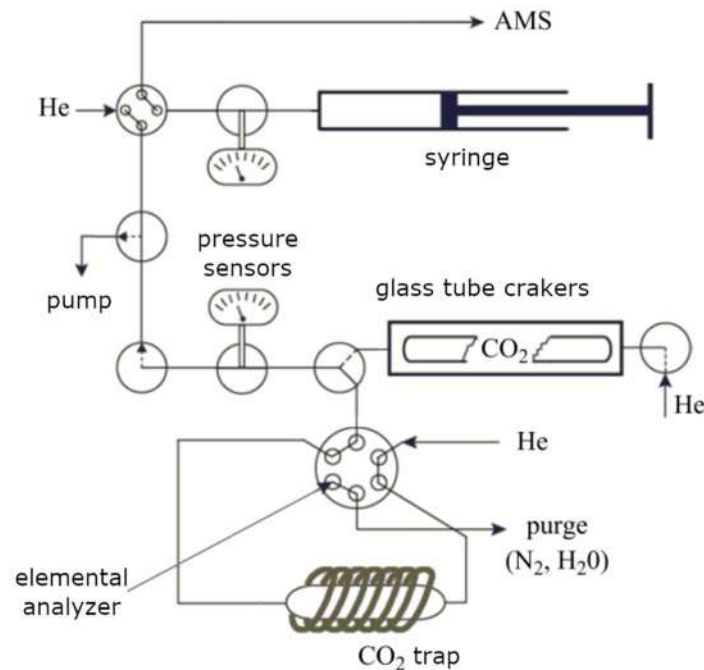 AMS
He
syringe
pressure
sensors
pump
glass tube crakers
CO₂
He
He
purge
(N₂, H₂0)
elemental
analyzer
CO₂ trap